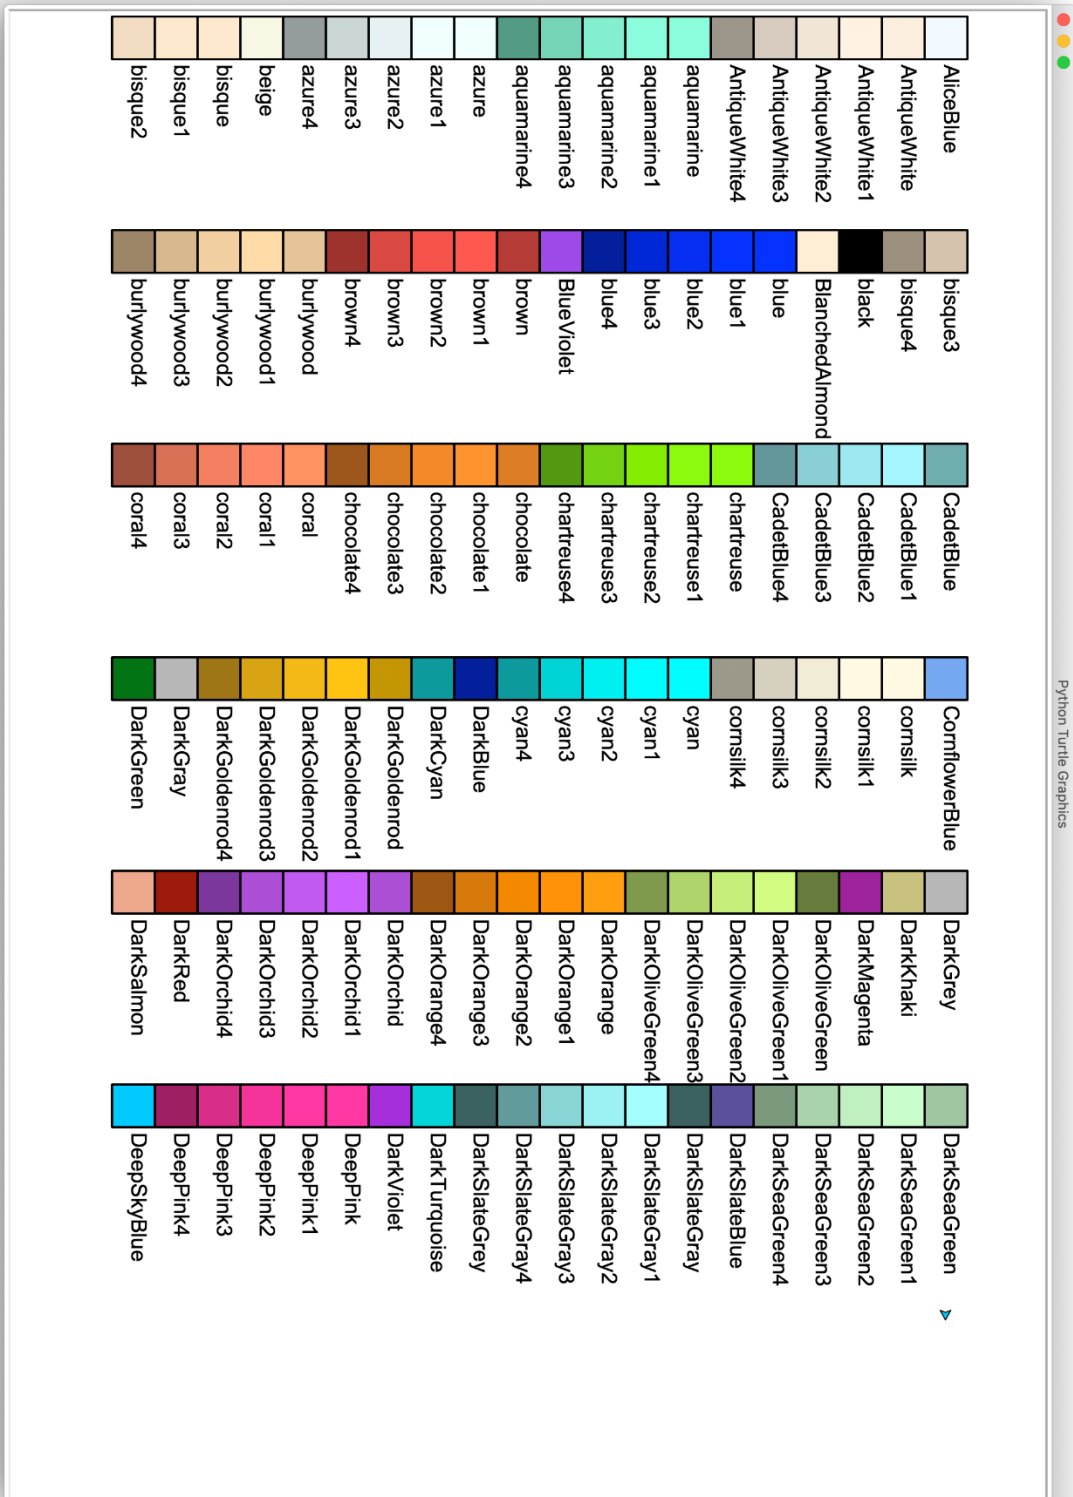 Python Turtle Graphics
AliceBlue
AntiqueWhite
AntiqueWhite1
AntiqueWhite2
AntiqueWhite3
AntiqueWhite4
aquamarine
aquamarine1
aquamarine2
aquamarine3
aquamarine4
azure
azure1
azure2
azure3
azure4
beige
bisque
bisque1
bisque2
bisque3
bisque4
black
BlanchedAlmond
blue
blue1
blue2
blue3
blue4
BlueViolet
brown
brown1
brown2
brown3
brown4
burlywood
burlywood1
burlywood2
burlywood3
burlywood4
CadetBlue
CadetBlue1
CadetBlue2
CadetBlue3
CadetBlue4
chartreuse
chartreuse1
chartreuse2
chartreuse3
chartreuse4
chocolate
chocolate1
chocolate2
chocolate3
chocolate4
coral
coral1
coral2
coral3
coral4
CornflowerBlue
cornsilk
cornsilk1
cornsilk2
cornsilk3
cornsilk4
cyan
cyan1
cyan2
cyan3
cyan4
DarkBlue
DarkCyan
DarkGoldenrod
DarkGoldenrod1
DarkGoldenrod2
DarkGoldenrod3
DarkGoldenrod4
DarkGray
DarkGreen
DarkGrey
DarkKhaki
DarkMagenta
DarkOliveGreen
DarkOliveGreen1
DarkOliveGreen2
DarkOliveGreen3
DarkOliveGreen4
DarkOrange
DarkOrange1
DarkOrange2
DarkOrange3
DarkOrange4
DarkOrchid
DarkOrchid1
DarkOrchid2
DarkOrchid3
DarkOrchid4
DarkRed
DarkSalmon
DarkSeaGreen
DarkSeaGreen1
DarkSeaGreen2
DarkSeaGreen3
DarkSeaGreen4
DarkSlateBlue
DarkSlateGray
DarkSlateGray1
DarkSlateGray2
DarkSlateGray3
DarkSlateGray4
DarkSlateGrey
DarkTurquoise
DarkViolet
DeepPink
DeepPink1
DeepPink2
DeepPink3
DeepPink4
DeepSkyBlue